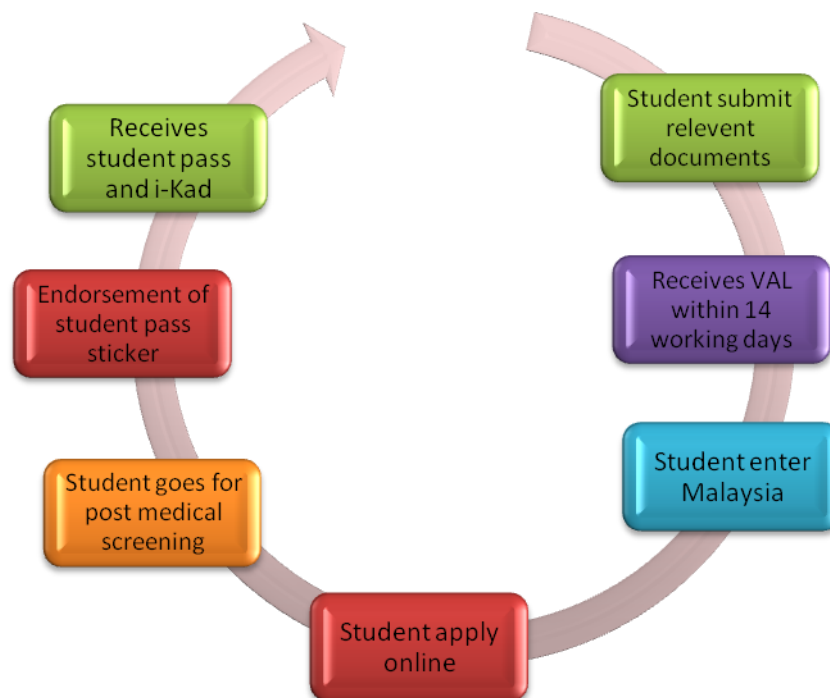 Student submit
relevent
documents
Receives VAL
within 14
working days
Student enter
Malaysia
Student apply
online
Student goes for
post medical
screening
Endorsement of
student pass
sticker
Receives
student pass
and i-Kad